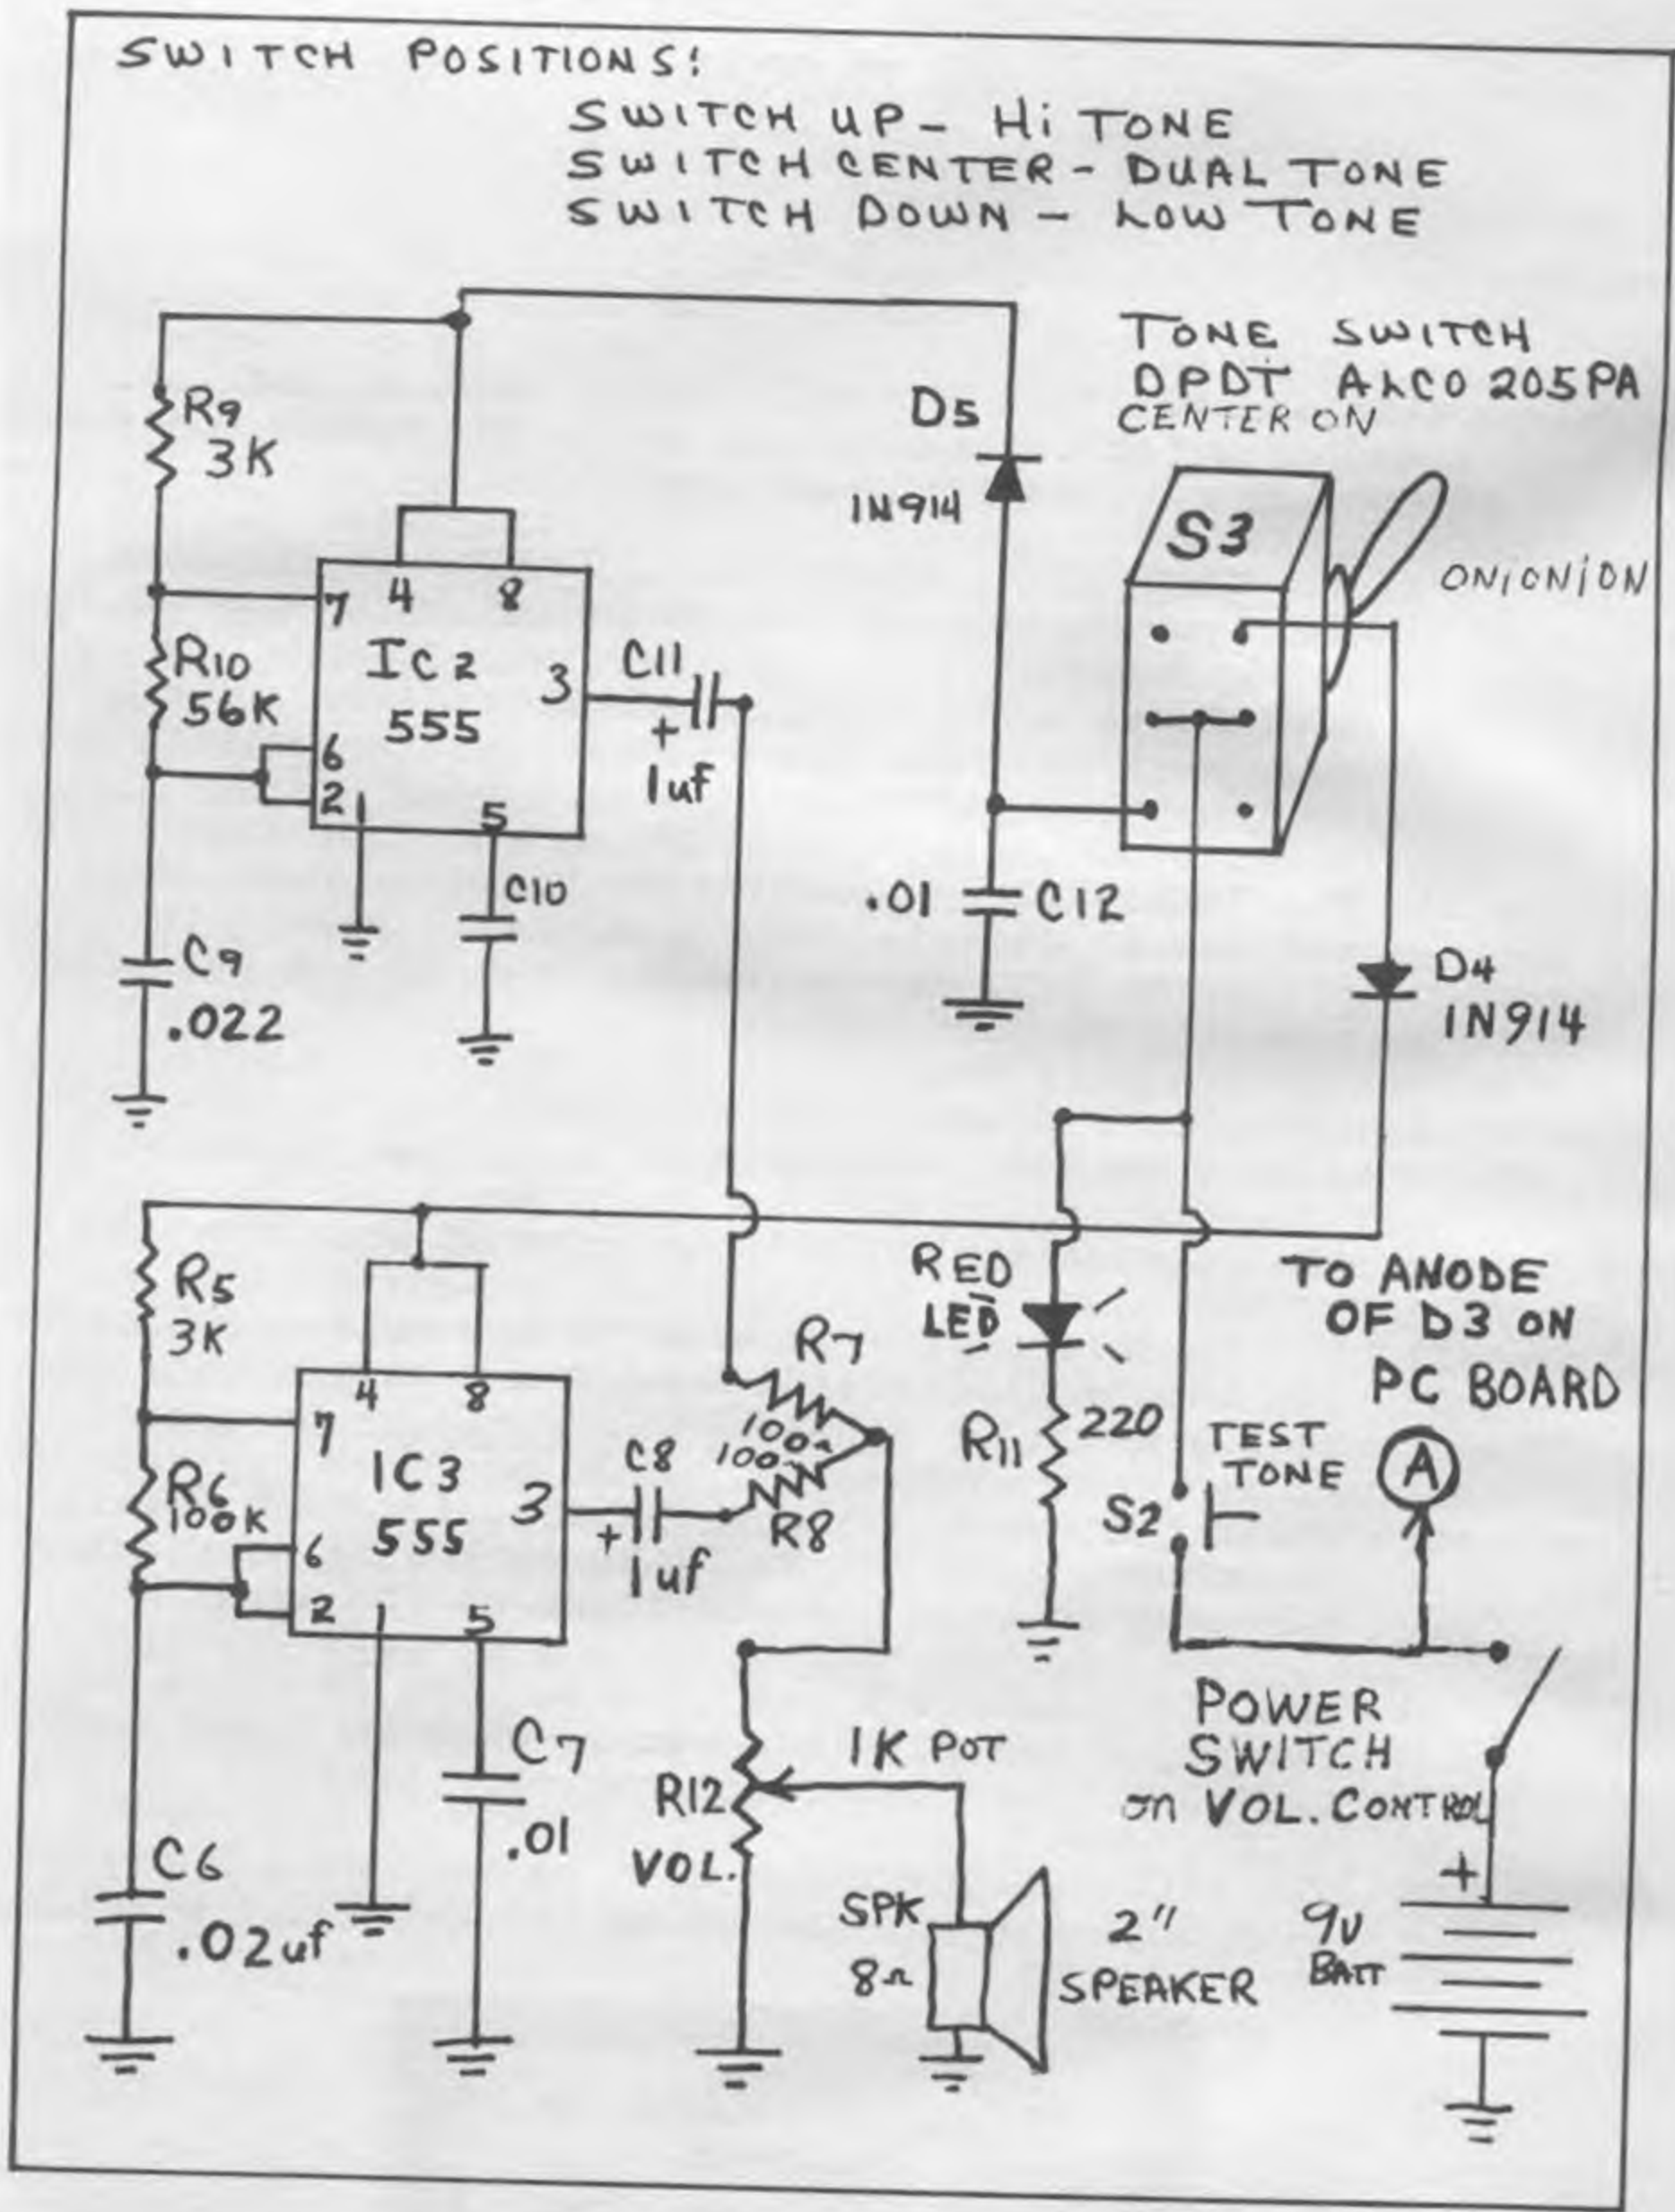 SWITCH POSITIONS:
SWITCH UP - Hi TONE
SWITCH CENTER - DUAL TONE
SWITCH DOWN - LOW TONE
TONE SWITCH
DPDT ALCO 205PA
CENTER ON
R9
3K
D5
1N914
S3
ON/ON/ON
7
4
8
R10
56K
IC2
555
3
C11
+
1uf
6
2
1
5
C10
.01
C12
C9
.022
D4
1N914
R5
3K
RED
LED
TO ANODE
OF D3 ON
PC BOARD
R7
100Ω
4
8
7
R6
100K
IC3
555
3
C8
+
1uf
100Ω
R8
R11
220
TEST
TONE
A
S2
6
2
1
5
C7
.01
1K POT
R12
VOL.
POWER
SWITCH
on VOL. CONTROL
C6
.02uf
SPK
8Ω
2"
SPEAKER
+
9V
BATT